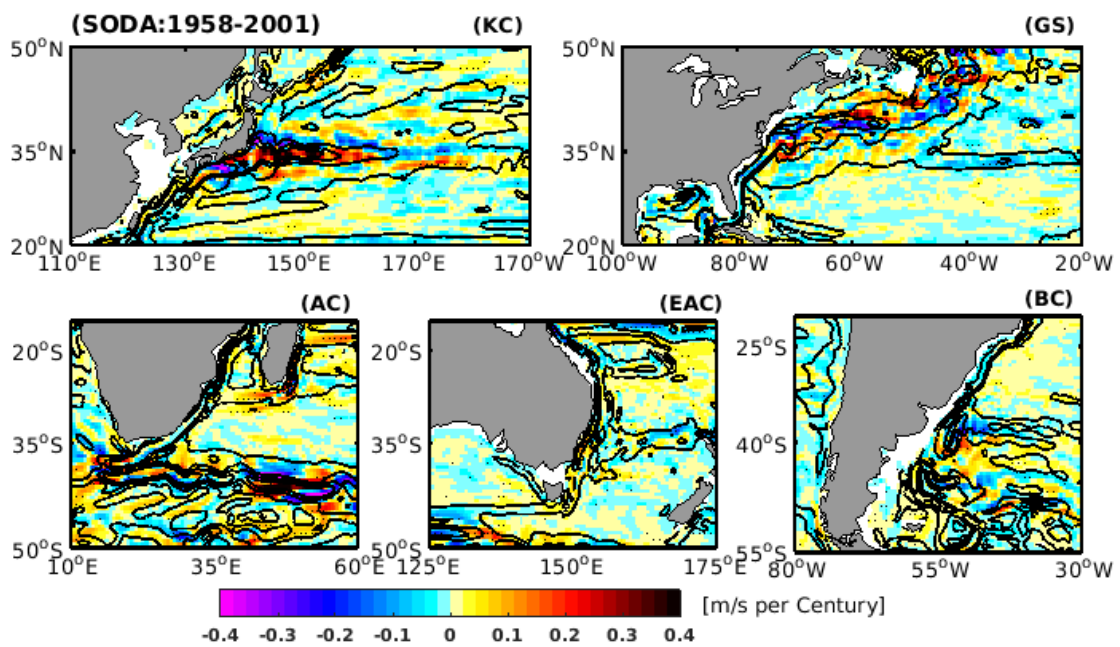 (SODA:1958-2001) (KC) (GS)
50°N 50°N
35°N 35°N
20°N 20°N
110°E 130°E 150°E 170°E 170°W 100°W 80°W 60°W 40°W 20°W
(AC) (EAC) (BC)
20°S 20°S 25°S
35°S 35°S 40°S
50°S 50°S 55°S
10°E 35°E 60°E 125°E 150°E 175°E 80°W 55°W 30°W
[m/s per Century]
-0.4 -0.3 -0.2 -0.1 0 0.1 0.2 0.3 0.4